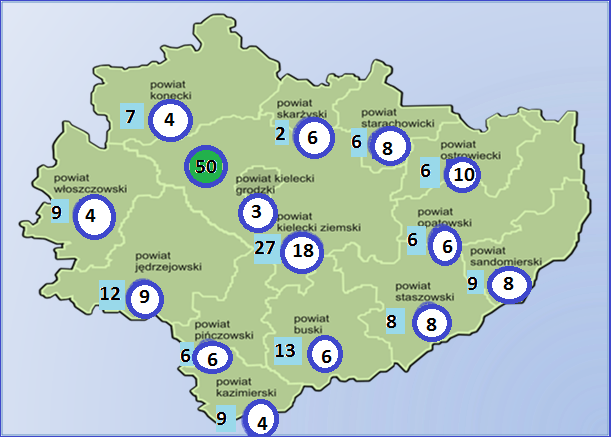 powiat
konecki
7
4
powiat
skarżyski
2
6
powiat
starachowicki
6
8
powiat
ostrowiecki
6
10
50
powiat
włoszczowski
9
4
powiat kielecki
grodzki
3
powiat
kielecki ziemski
27
18
powiat
opatowski
6
6
powiat
sandomierski
9
8
powiat
jędrzejowski
12
9
powiat
staszowski
8
8
powiat
pińczowski
6
6
powiat
buski
13
6
powiat
kazimierski
9
4